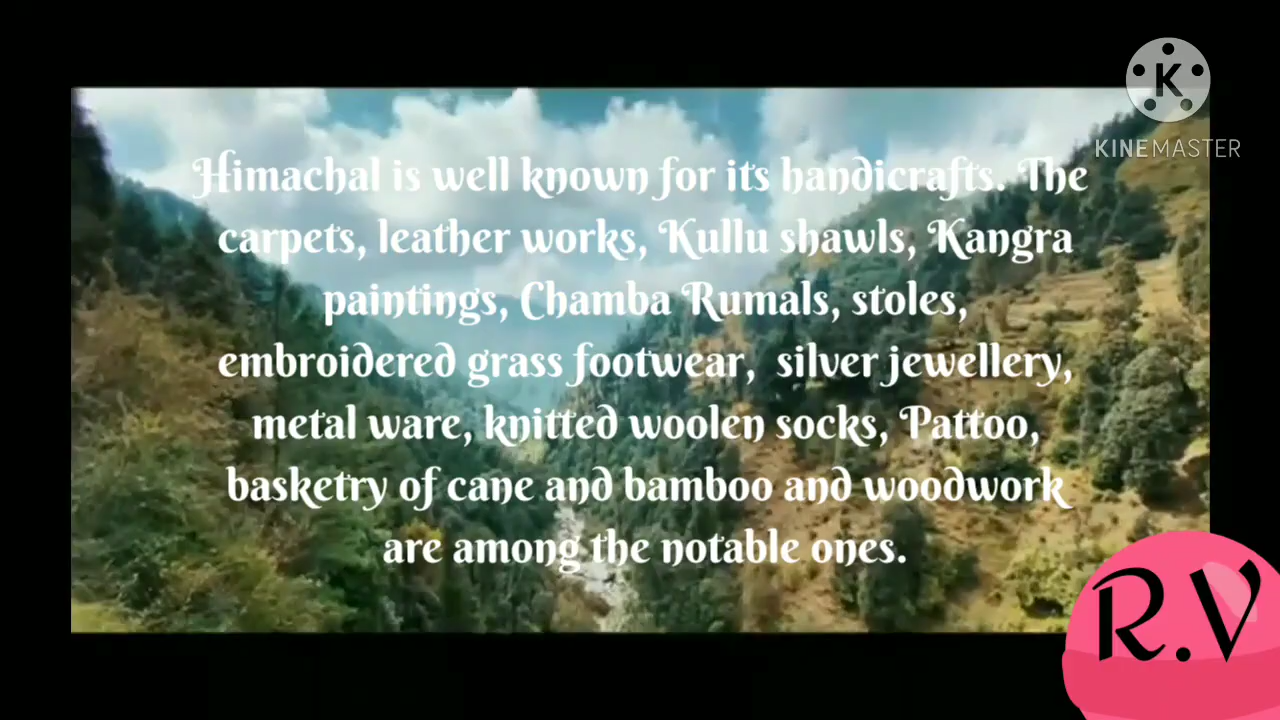 K
KINEMASTER
Himachal is well known for its handicrafts. The
carpets, leather works, Kullu shawls, Kangra
paintings, Chamba Rumals, stoles,
embroidered grass footwear,  silver jewellery,
metal ware, knitted woolen socks, Pattoo,
basketry of cane and bamboo and woodwork
are among the notable ones.
R.V